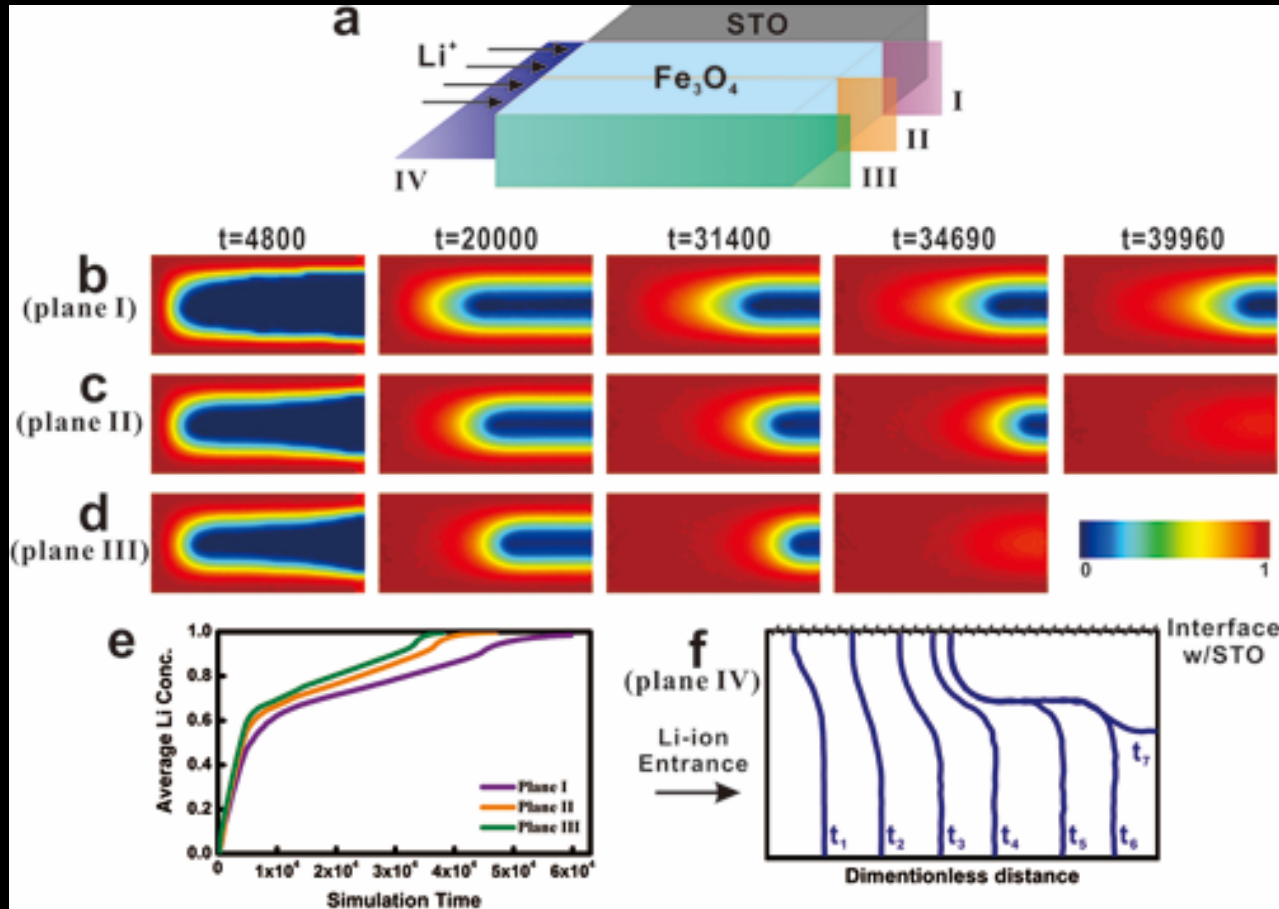 a
STO
Li⁺
Fe₃O₄
I
II
III
IV
t=4800 t=20000 t=31400 t=34690 t=39960
b
(plane I)
c
(plane II)
d
(plane III)
0 1
e
Average Li Conc.
1.0
0.8
0.6
0.4
0.2
0.0
Plane I
Plane II
Plane III
0 1x10⁴ 2x10⁴ 3x10⁴ 4x10⁴ 5x10⁴ 6x10⁴
Simulation Time
f
(plane IV)
Interface
w/STO
Li-ion
Entrance
t₁ t₂ t₃ t₄ t₅ t₆ t₇
Dimentionless distance